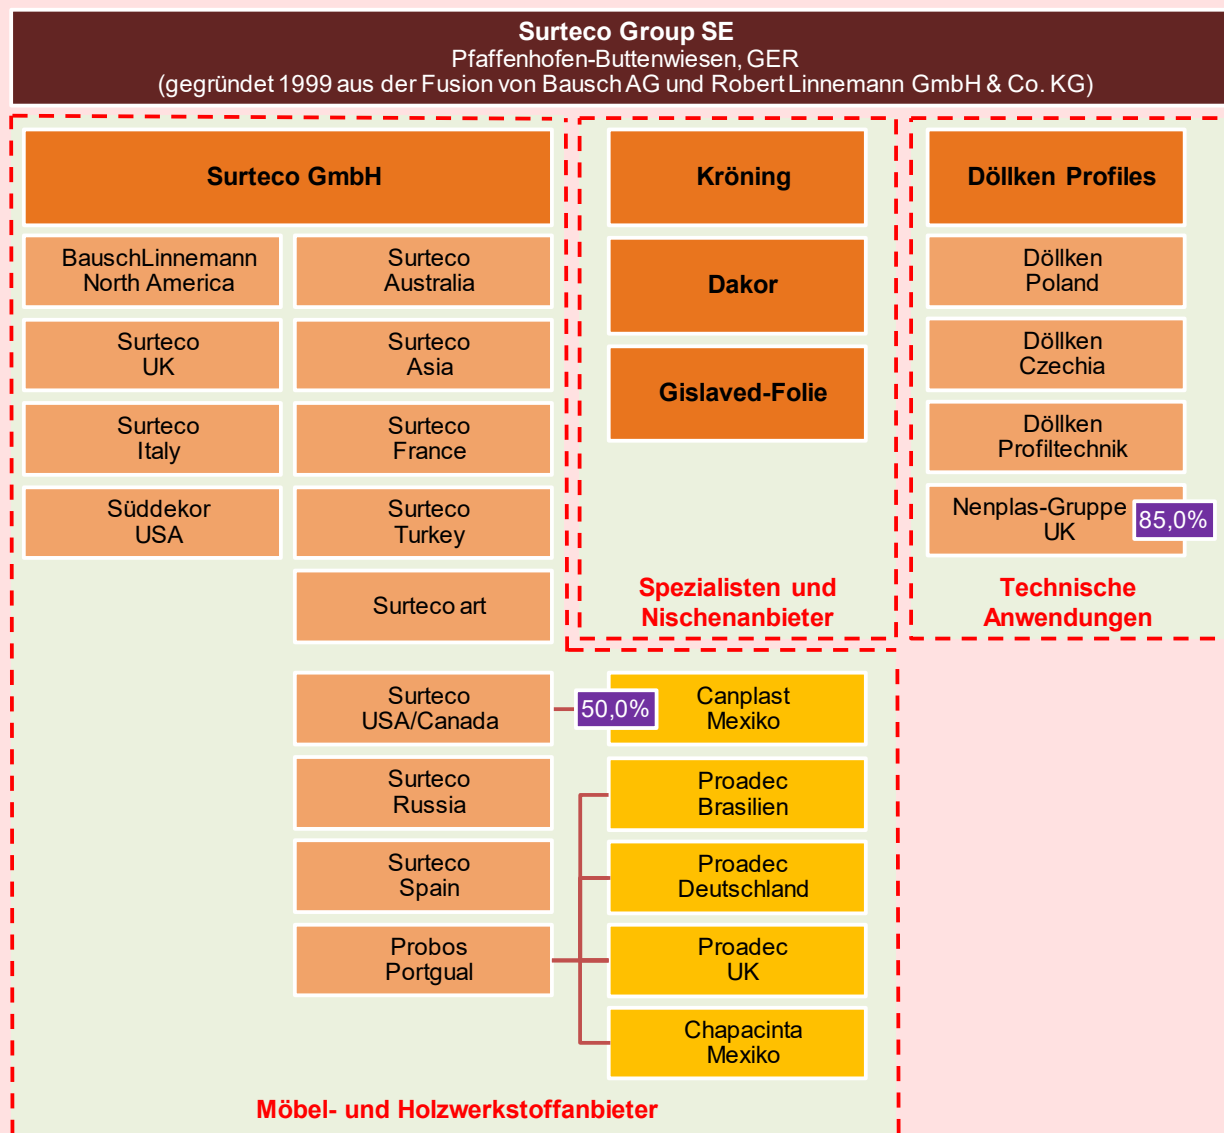 Surteco Group SE
Pfaffenhofen-Buttenwiesen, GER
(gegründet 1999 aus der Fusion von Bausch AG und Robert Linnemann GmbH & Co. KG)
Surteco GmbH
BauschLinnemann
North America
Surteco
Australia
Surteco
UK
Surteco
Asia
Surteco
Italy
Surteco
France
Süddekor
USA
Surteco
Turkey
Surteco art
Surteco
USA/Canada
50,0%
Canplast
Mexiko
Surteco
Russia
Proadec
Brasilien
Surteco
Spain
Proadec
Deutschland
Probos
Portgual
Proadec
UK
Chapacinta
Mexiko
Möbel- und Holzwerkstoffanbieter
Kröning
Dakor
Gislaved-Folie
Spezialisten und
Nischenanbieter
Döllken Profiles
Döllken
Poland
Döllken
Czechia
Döllken
Profiltechnik
Nenplas-Gruppe
UK
85,0%
Technische
Anwendungen